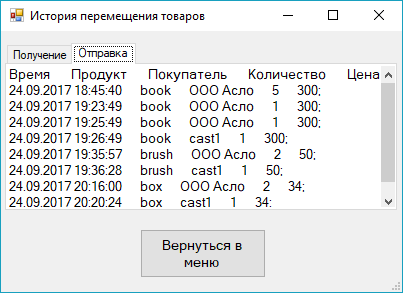 История перемещения товаров
Получение Отправка
Время Продукт Покупатель Количество Цена
24.09.2017 18:45:40 book ООО Асло 5 300;
24.09.2017 19:23:49 book ООО Асло 1 300;
24.09.2017 19:25:49 book ООО Асло 1 300;
24.09.2017 19:26:49 book cast1 1 300;
24.09.2017 19:35:57 brush ООО Асло 2 50;
24.09.2017 19:36:28 brush cast1 1 50;
24.09.2017 20:16:00 box ООО Асло 2 34;
24.09.2017 20:20:24 box cast1 1 34;
Вернуться в
меню